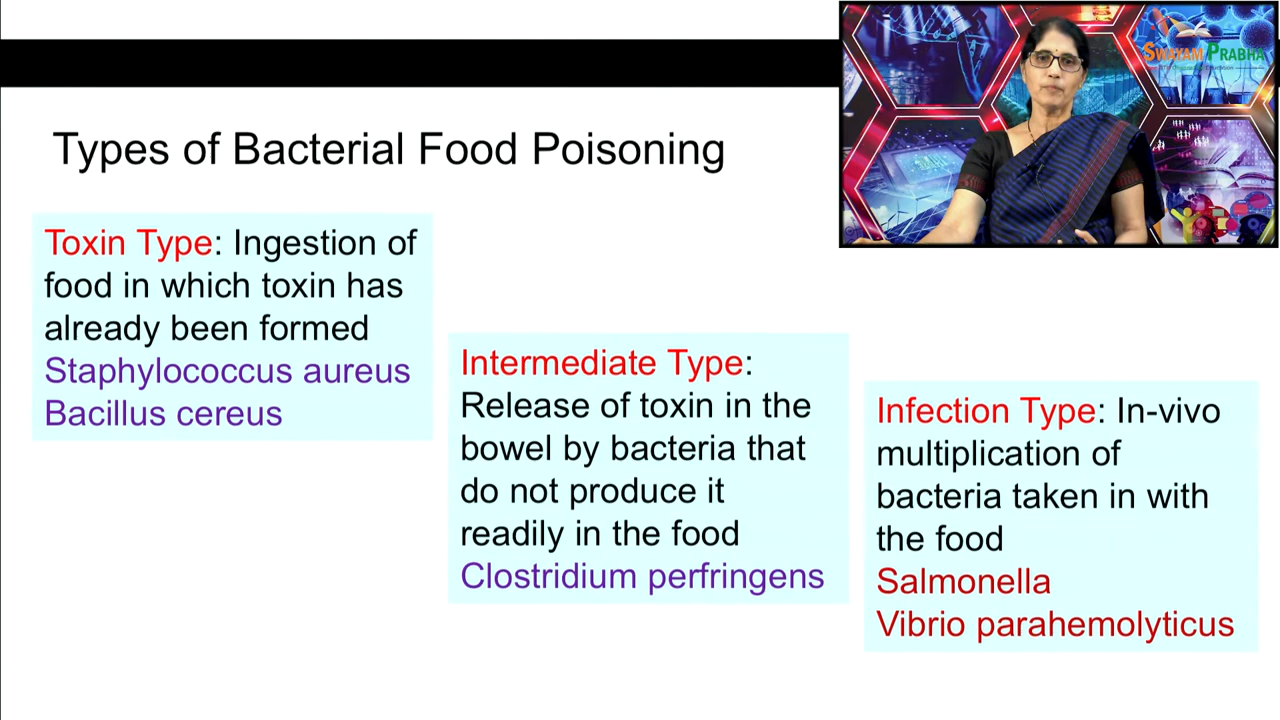 SWAYAM PRABHA
Types of Bacterial Food Poisoning
Toxin Type: Ingestion of
food in which toxin has
already been formed
Staphylococcus aureus
Bacillus cereus
Intermediate Type:
Release of toxin in the
bowel by bacteria that
do not produce it
readily in the food
Clostridium perfringens
Infection Type: In-vivo
multiplication of
bacteria taken in with
the food
Salmonella
Vibrio parahemolyticus